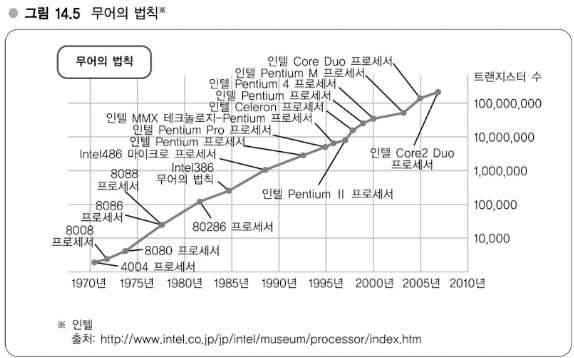 그림 14.5 무어의 법칙※
무어의 법칙
트랜지스터 수
인텔 Core Duo 프로세서
인텔 Pentium M 프로세서
인텔 Pentium 4 프로세서
인텔 Pentium 프로세서
인텔 Celeron 프로세서
인텔 MMX 테크놀로지-Pentium 프로세서
인텔 Pentium Pro 프로세서
인텔 Pentium 프로세서
Intel486 마이크로 프로세서
Intel386
무어의 법칙
8088
프로세서
8086
프로세서
8008
프로세서
8080 프로세서
4004 프로세서
80286 프로세서
인텔 Pentium II 프로세서
인텔 Core2 Duo
프로세서
100,000,000
10,000,000
1,000,000
100,000
10,000
1970년 1975년 1980년 1985년 1990년 1995년 2000년 2005년 2010년
※ 인텔
출처: http://www.intel.co.jp/jp/intel/museum/processor/index.htm